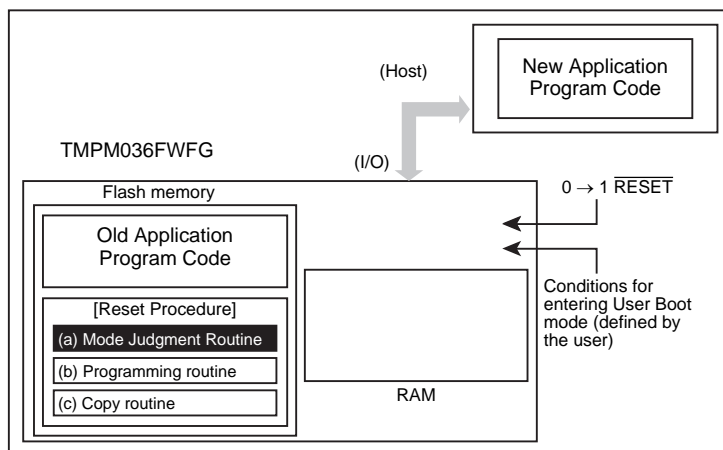 New Application
Program Code
(Host)
TMPM036FWFG
(I/O)
Flash memory
0 → 1 RESET
Old Application
Program Code
[Reset Procedure]
(a) Mode Judgment Routine
(b) Programming routine
(c) Copy routine
RAM
Conditions for
entering User Boot
mode (defined by
the user)